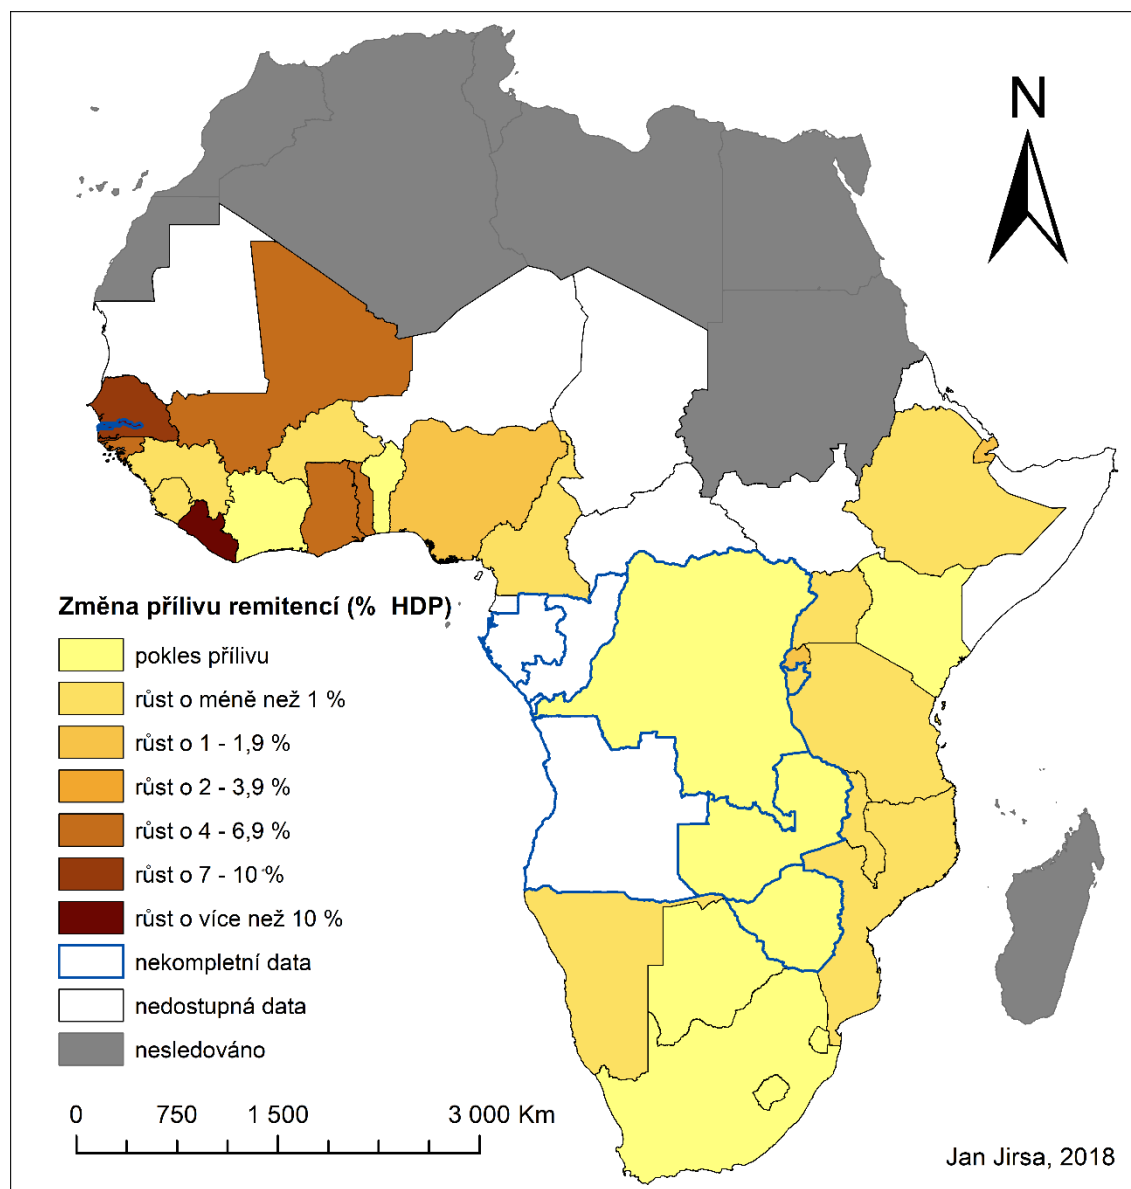 N
Změna přílivu remitencí (% HDP)
pokles přílivu
růst o méně než 1 %
růst o 1 - 1,9 %
růst o 2 - 3,9 %
růst o 4 - 6,9 %
růst o 7 - 10 %
růst o více než 10 %
nekompletní data
nedostupná data
nesledováno
0 750 1 500 3 000 Km
Jan Jirsa, 2018